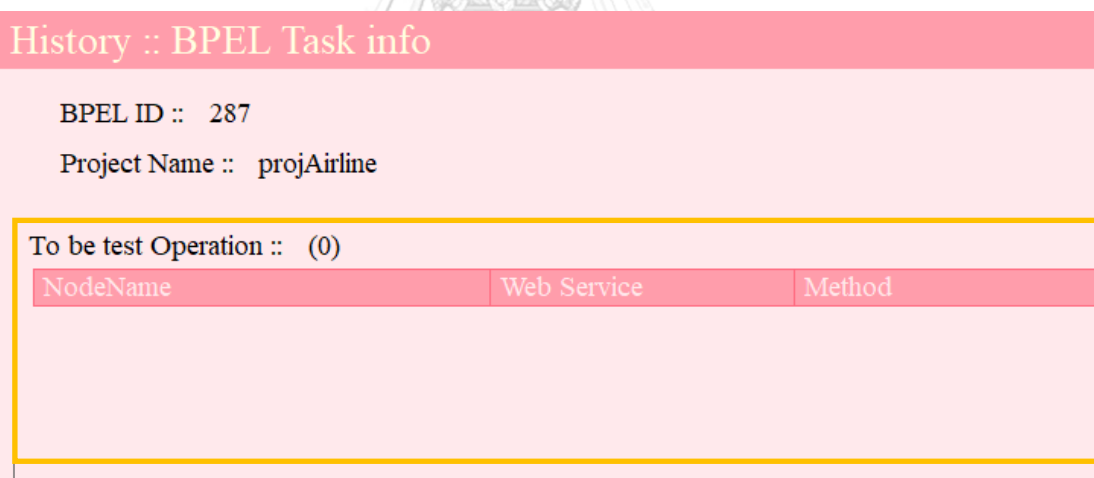 History :: BPEL Task info
BPEL ID :: 287
Project Name :: projAirline
To be test Operation :: (0)
NodeName Web Service Method